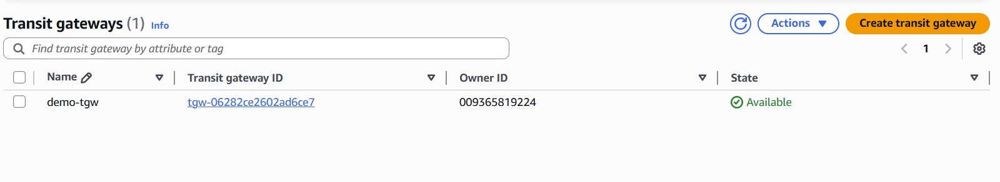 Transit gateways (1) Info
Actions
Create transit gateway
Find transit gateway by attribute or tag
1
Name Transit gateway ID Owner ID State
demo-tgw tgw-06282ce2602ad6ce7 009365819224 Available